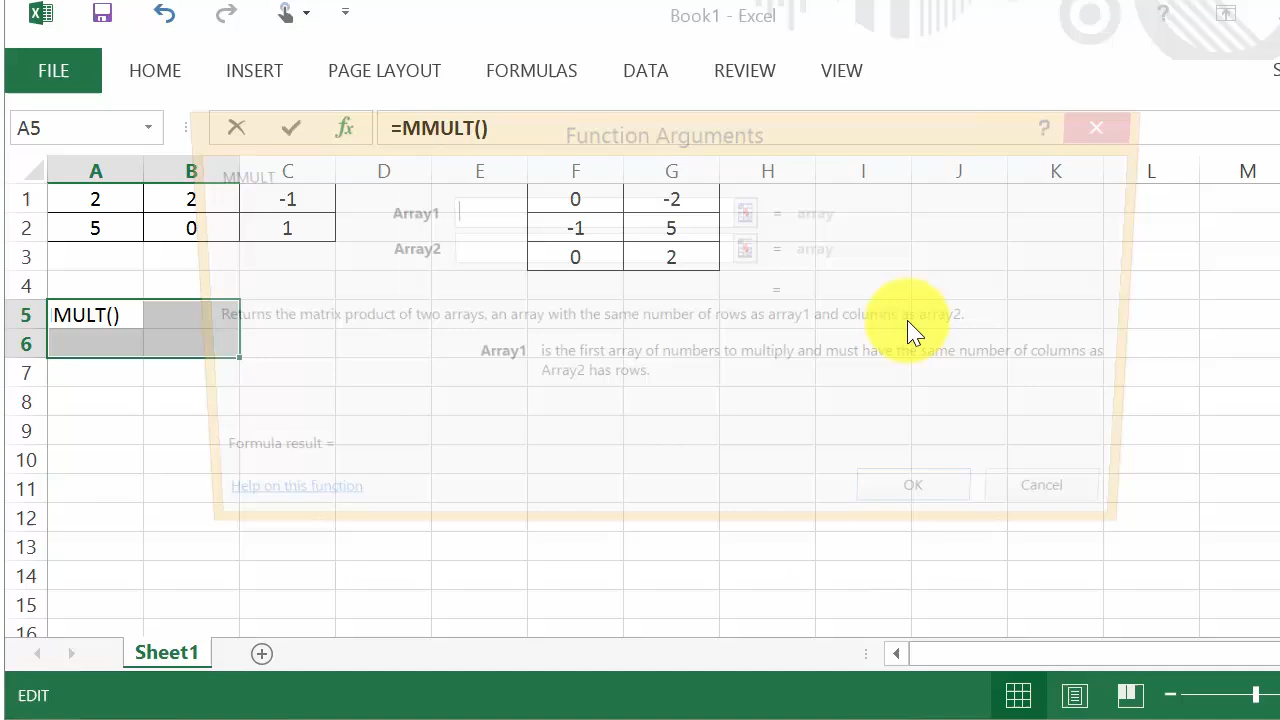 Book1 - Excel
?
FILE HOME INSERT PAGE LAYOUT FORMULAS DATA REVIEW VIEW S
A5 fx =MMULT()
Function Arguments ?
A B C D E F G H I J K L M
MMULT
1 2 2 -1 0 -2
Array1 = array
2 5 0 1 -1 5
Array2 = array
3 0 2
4
=
5 MULT()
Returns the matrix product of two arrays, an array with the same number of rows as array1 and columns as array2.
6
Array1 is the first array of numbers to multiply and must have the same number of columns as
Array2 has rows.
7
8
9
Formula result =
10
11
Help on this function OK Cancel
12
13
14
15
16
Sheet1
EDIT